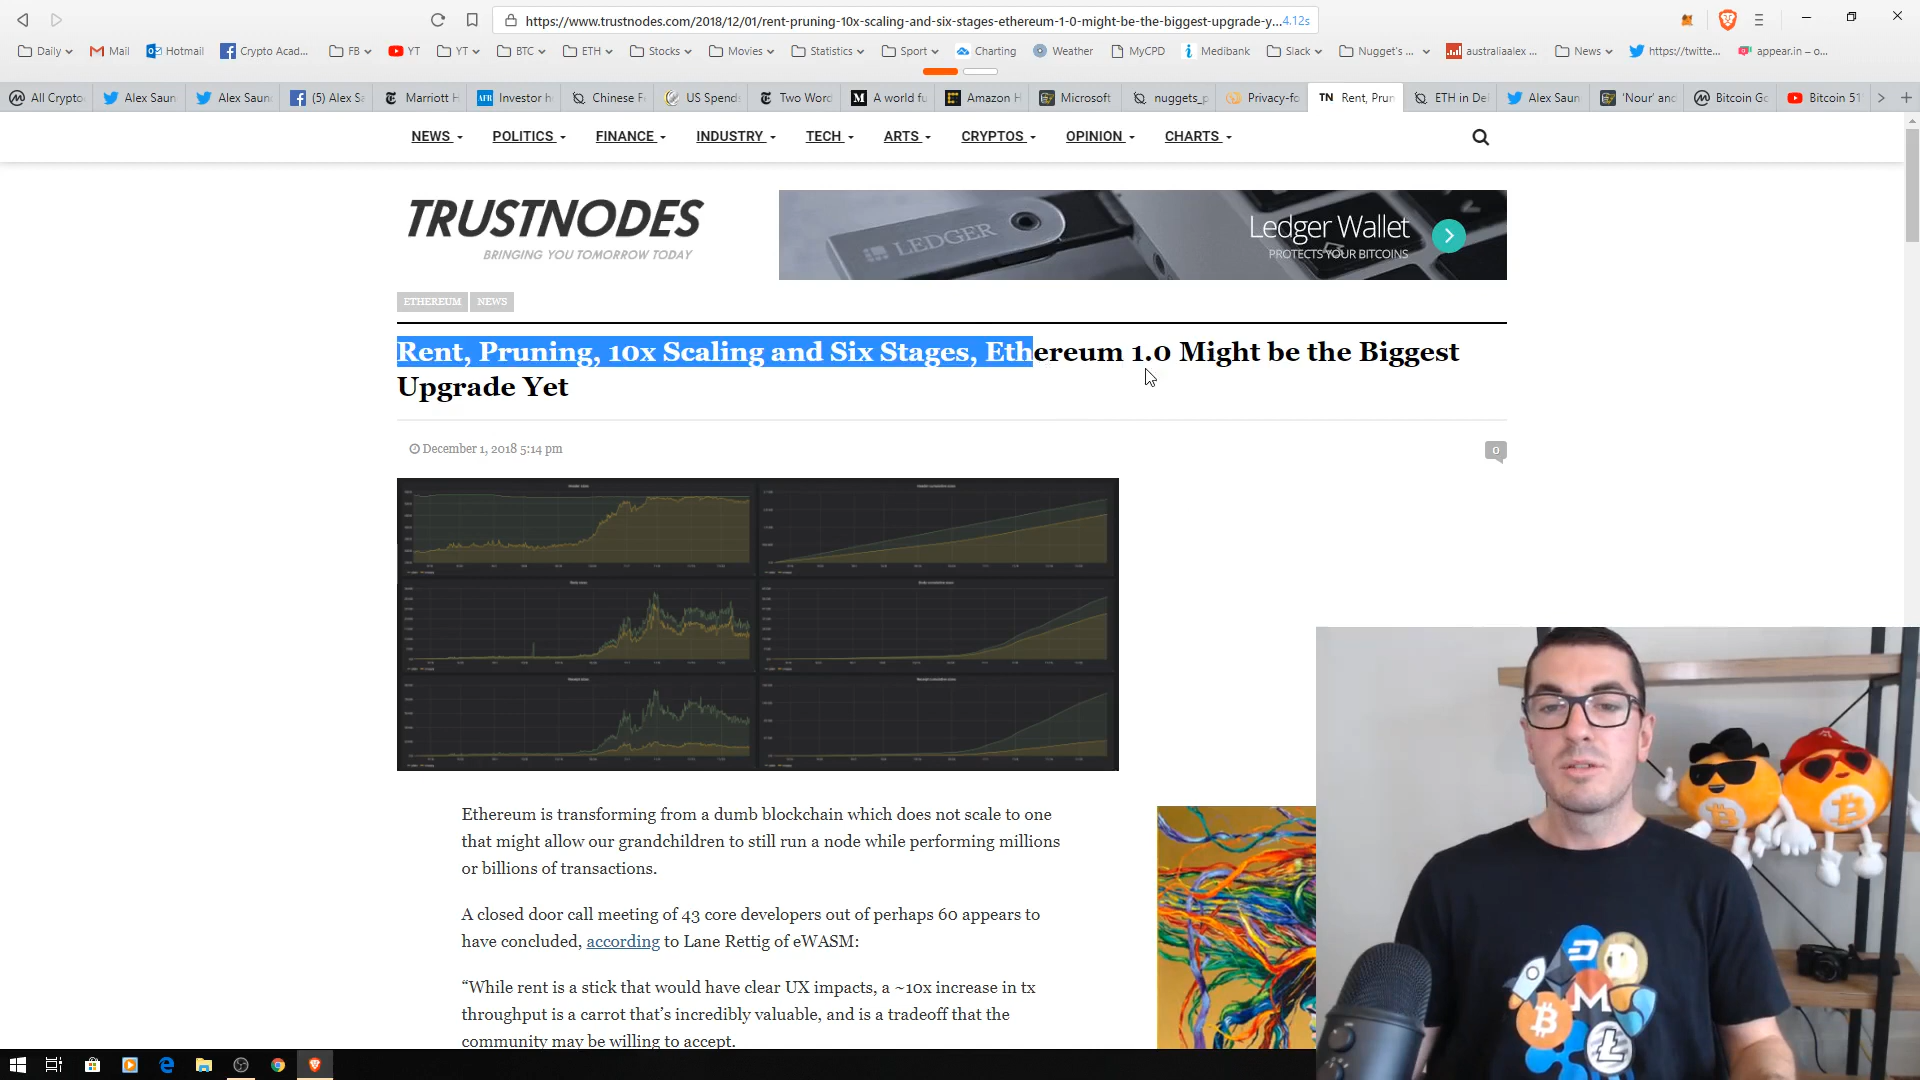 https://www.trustnodes.com/2018/12/01/rent-pruning-10x-scaling-and-six-stages-ethereum-1-0-might-be-the-biggest-upgrade-y... 4.12s
Daily Mail Hotmail Crypto Acad... FB YT YT BTC ETH Stocks Movies Statistics Sport Charting Weather MyCPD Medibank Slack Nugget's ... australiaalex ... News https://twitte... appear.in – o...
All Crypto Alex Saun Alex Saun (5) Alex S Marriott H Investor h Chinese F US Spend Two Word A world fu Amazon H Microsoft nuggets_p Privacy-fo TN Rent, Prun ETH in De Alex Saun 'Nour' and Bitcoin Go Bitcoin 51
NEWS POLITICS FINANCE INDUSTRY TECH ARTS CRYPTOS OPINION CHARTS
TRUSTNODES
BRINGING YOU TOMORROW TODAY
LEDGER
Ledger Wallet
PROTECTS YOUR BITCOINS
ETHEREUM NEWS
Rent, Pruning, 10x Scaling and Six Stages, Ethereum 1.0 Might be the Biggest
Upgrade Yet
December 1, 2018 5:14 pm
0
Ethereum is transforming from a dumb blockchain which does not scale to one
that might allow our grandchildren to still run a node while performing millions
or billions of transactions.
A closed door call meeting of 43 core developers out of perhaps 60 appears to
have concluded, according to Lane Rettig of eWASM:
“While rent is a stick that would have clear UX impacts, a ~10x increase in tx
throughput is a carrot that’s incredibly valuable, and is a tradeoff that the
community may be willing to accept.